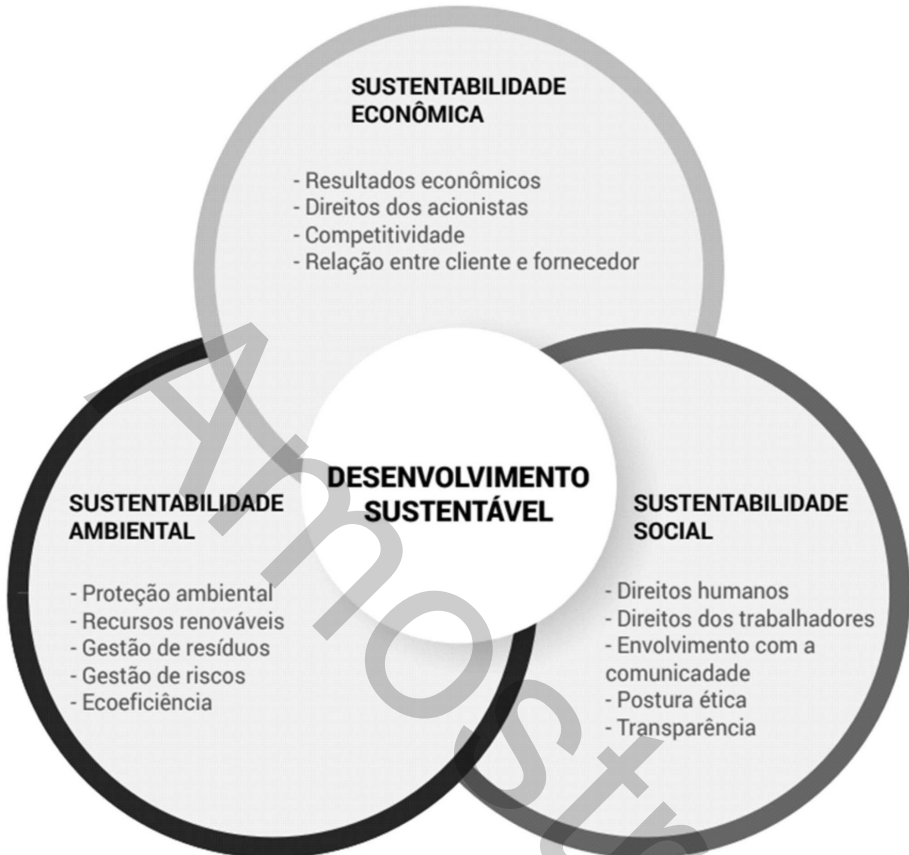 SUSTENTABILIDADE
ECONÔMICA
- Resultados econômicos
- Direitos dos acionistas
- Competitividade
- Relação entre cliente e fornecedor
DESENVOLVIMENTO
SUSTENTÁVEL
SUSTENTABILIDADE
AMBIENTAL
- Proteção ambiental
- Recursos renováveis
- Gestão de resíduos
- Gestão de riscos
- Ecoeficiência
SUSTENTABILIDADE
SOCIAL
- Direitos humanos
- Direitos dos trabalhadores
- Envolvimento com a
comunicadade
- Postura ética
- Transparência